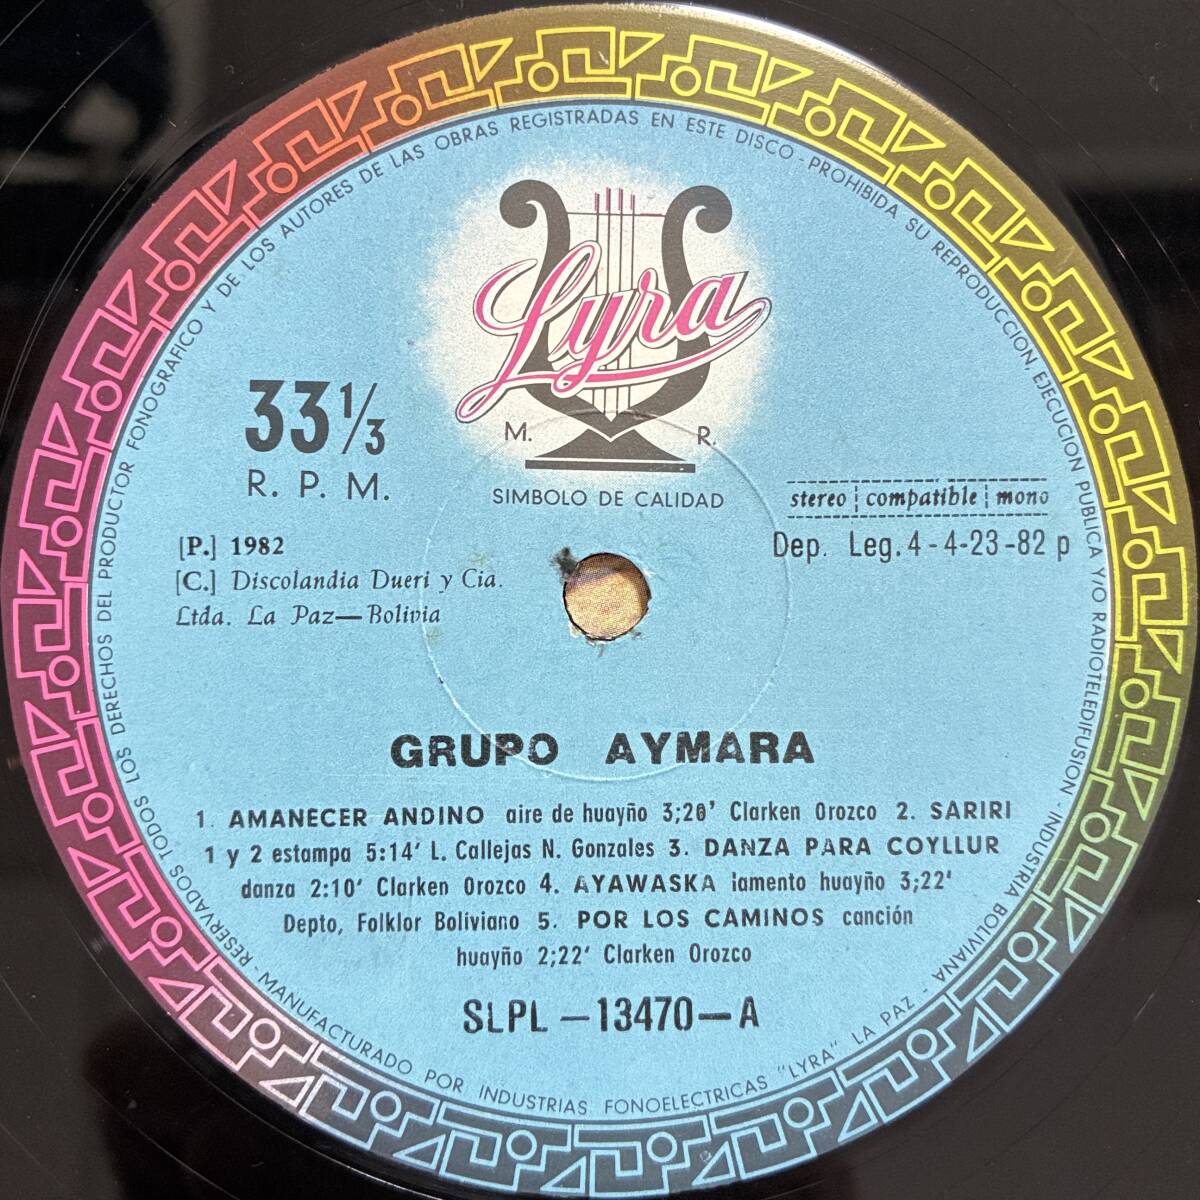 RESERVADOS TODOS LOS DERECHOS DEL PRODUCTOR FONOGRAFICO Y DE LOS AUTORES DE LAS OBRAS REGISTRADAS EN ESTE DISCO - PROHIBIDA SU REPRODUCCION, EJECUCION PUBLICA Y/O RADIOTELEDIFUSION - INDUSTRIA BOLIVIANA
Lyra
M. R.
SIMBOLO DE CALIDAD
33 1/3
R. P. M.
stereo | compatible | mono
Dep. Leg. 4-4-23-82 p
[P.] 1982
[C.] Discolandia Dueri y Cia.
Ltda. La Paz—Bolivia
GRUPO AYMARA
1. AMANECER ANDINO aire de huayño 3;20' Clarken Orozco 2. SARIRI
1 y 2 estampa 5:14' L. Callejas N. Gonzales 3. DANZA PARA COYLLUR
danza 2:10' Clarken Orozco 4. AYAWASKA lamento huayño 3;22'
Depto, Folklor Boliviano 5. POR LOS CAMINOS canción
huayño 2;22' Clarken Orozco
SLPL—13470—A
MANUFACTURADO POR INDUSTRIAS FONOELECTRICAS "LYRA" LA PAZ -